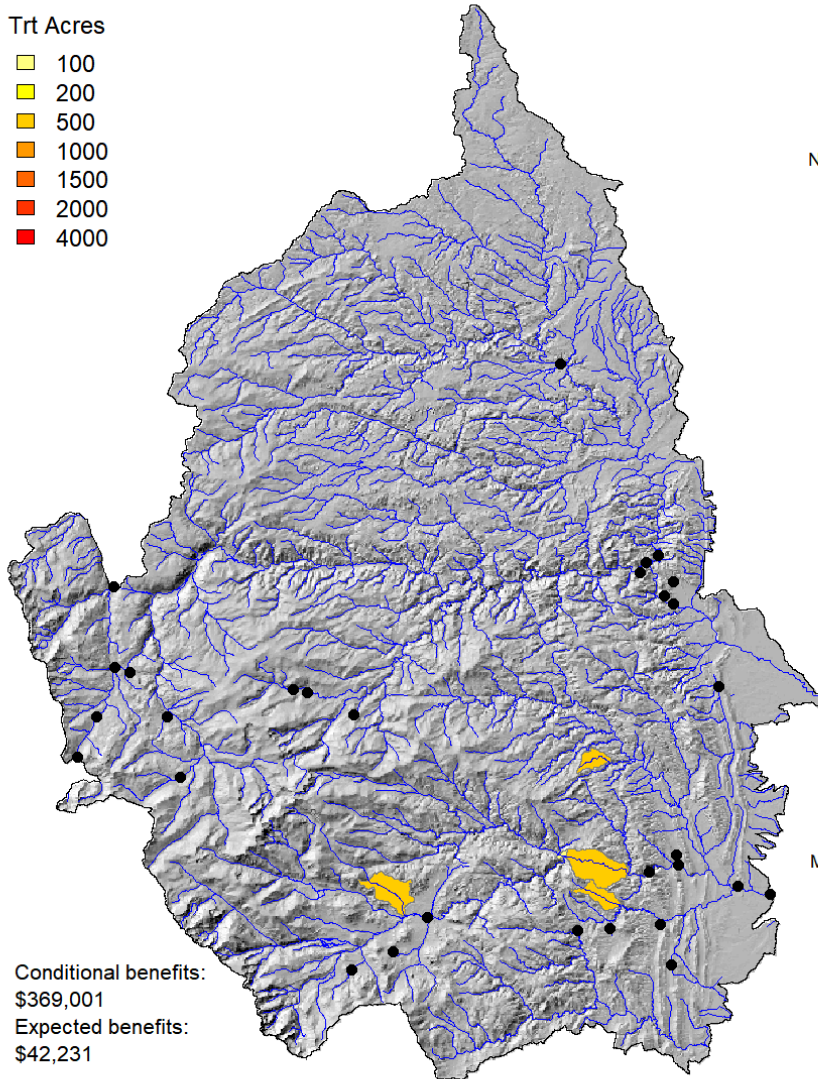 Trt Acres
100
200
500
1000
1500
2000
4000
N
M
Conditional benefits:
$369,001
Expected benefits:
$42,231